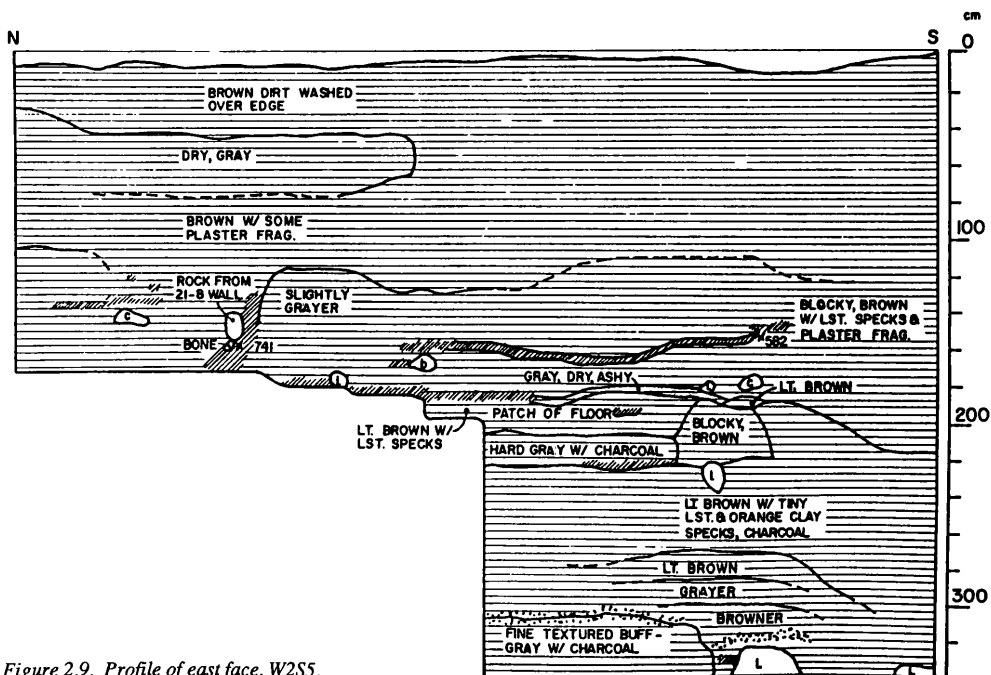 cm
N
S
0
BROWN DIRT WASHED
OVER EDGE
DRY, GRAY
100
BROWN W/ SOME
PLASTER FRAG.
ROCK FROM
21-8 WALL
SLIGHTLY
GRAYER
BLOCKY, BROWN
W/ LST. SPECKS &
PLASTER FRAG.
C
BONE
741
582
D
GRAY, DRY, ASHY
L
D
C
LT. BROWN
PATCH OF FLOOR
200
LT. BROWN W/
LST. SPECKS
BLOCKY,
BROWN
HARD GRAY W/ CHARCOAL
L
LT BROWN W/ TINY
LST. & ORANGE CLAY
SPECKS, CHARCOAL
LT. BROWN
GRAYER
300
BROWNER
FINE TEXTURED BUFF-
GRAY W/ CHARCOAL
L
L
Figure 2.9. Profile of east face, W2S5.